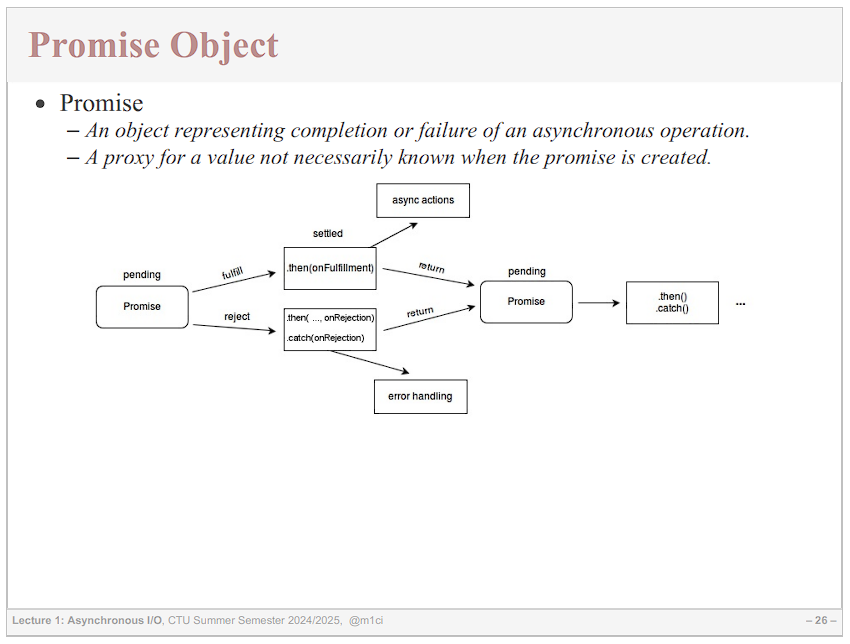 Promise Object
• Promise
– An object representing completion or failure of an asynchronous operation.
– A proxy for a value not necessarily known when the promise is created.
async actions
settled
.then(onFulfillment)
pending
fulfill
return
pending
Promise
Promise
.then()
.catch()
...
reject
.then( ..., onRejection)
.catch(onRejection)
return
error handling
Lecture 1: Asynchronous I/O, CTU Summer Semester 2024/2025, @m1ci
– 26 –